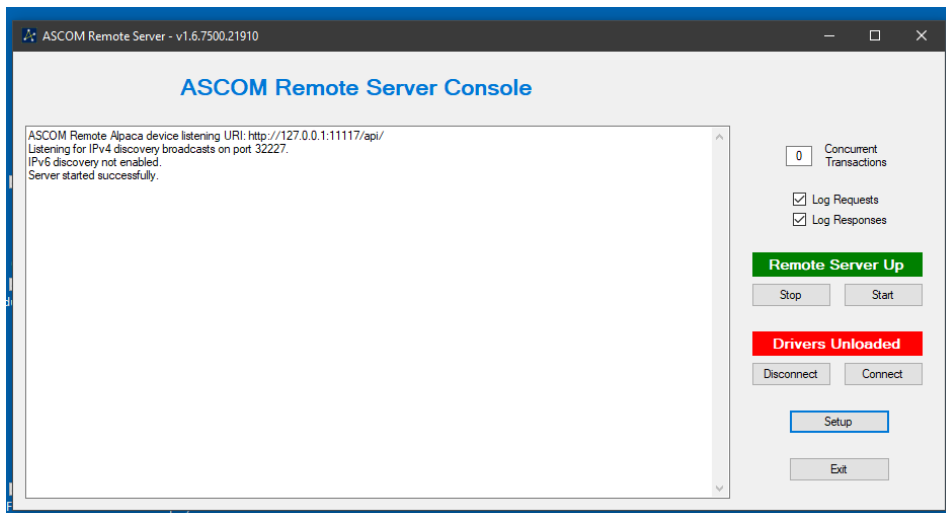 ASCOM Remote Server - v1.6.7500.21910
ASCOM Remote Server Console
ASCOM Remote Alpaca device listening URI: http://127.0.0.1:11117/api/
Listening for IPv4 discovery broadcasts on port 32227.
IPv6 discovery not enabled.
Server started successfully.
0
Concurrent
Transactions
Log Requests
Log Responses
Remote Server Up
Stop Start
Drivers Unloaded
Disconnect Connect
Setup
Exit